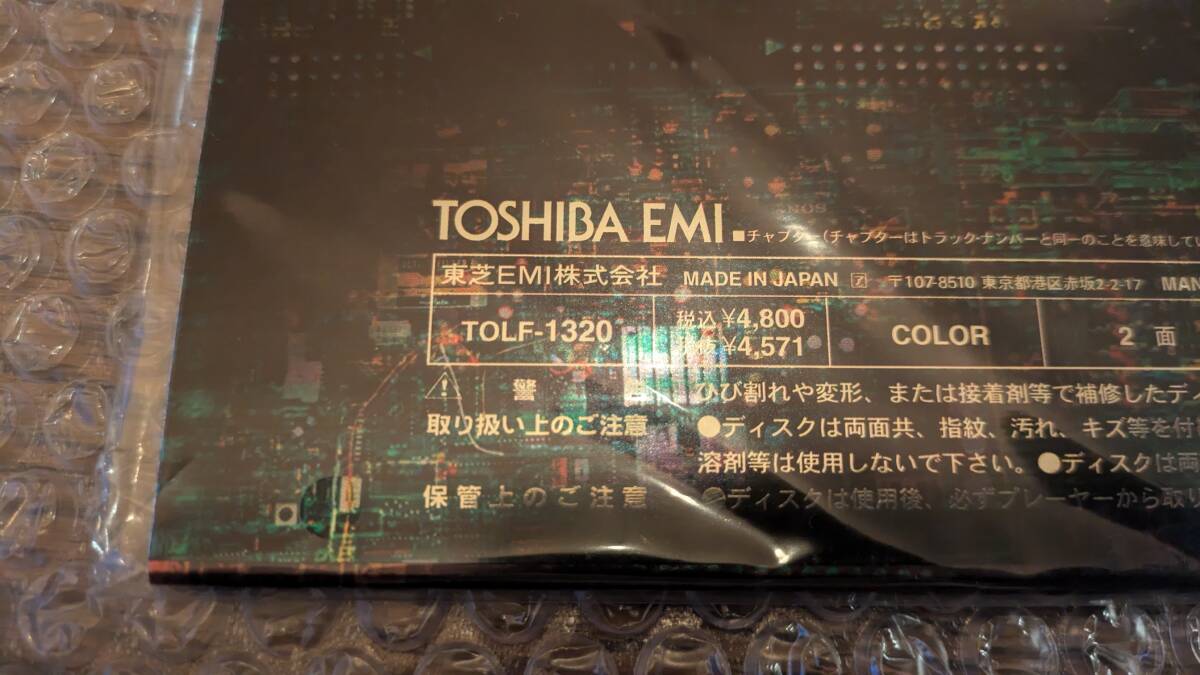 TOSHIBA EMI ■チャプター(チャプターはトラックナンバーと同一のことを意味して
東芝EMI株式会社 MADE IN JAPAN ア 〒107-8510 東京都港区赤坂2-2-17 MAN
TOLF-1320 税込 ¥4,800 COLOR 2 面
税抜 ¥4,571
警 ひび割れや変形、または接着剤等で補修したデ
取り扱い上のご注意 ●ディスクは両面共、指紋、汚れ、キズ等を付
溶剤等は使用しないで下さい。●ディスクは両
保管上のご注意 ●ディスクは使用後、必ずプレーヤーから取り